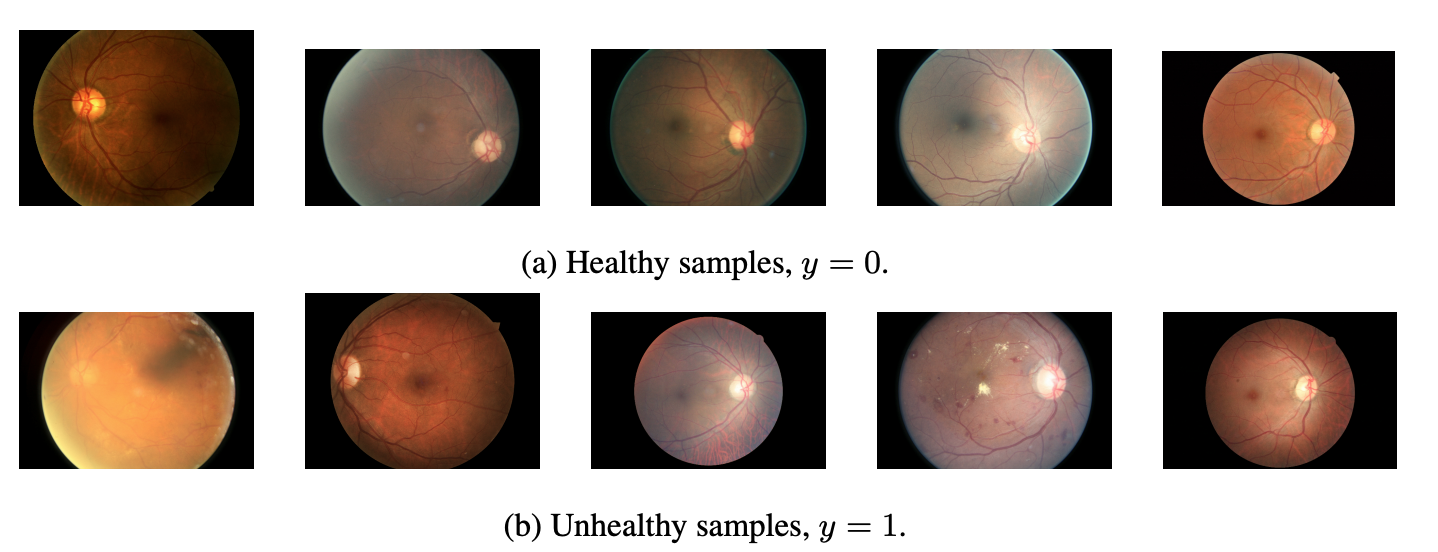 (a) Healthy samples, y = 0.
(b) Unhealthy samples, y = 1.